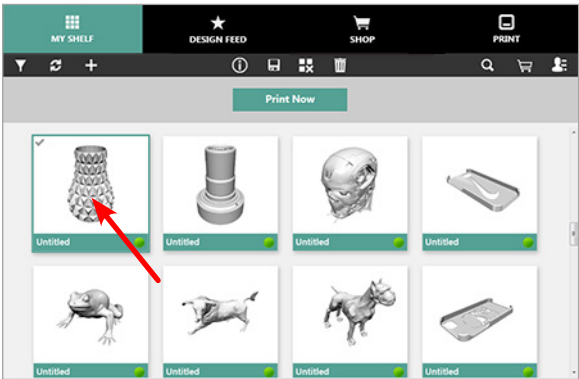 MY SHELF
DESIGN FEED
SHOP
PRINT
Print Now
Untitled
Untitled
Untitled
Untitled
Untitled
Untitled
Untitled
Untitled